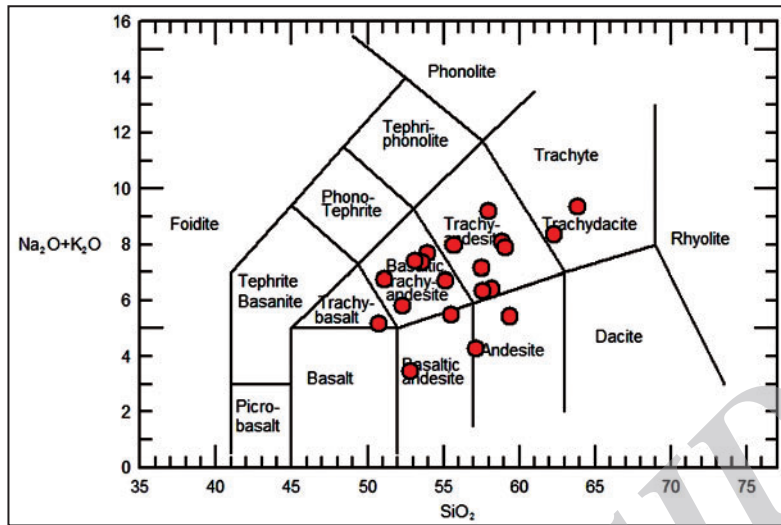 16
14
12
10
8
6
4
2
0
Na2O+K2O
Phonolite
Tephri-
phonolite
Trachyte
Phono-
Tephrite
Foidite
Trachy-
andesite
Trachydacite
Rhyolite
Basaltic
trachy-
andesite
Tephrite
Basanite
Trachy-
basalt
Basalt
Basaltic
andesite
Andesite
Dacite
Picro-
basalt
35 40 45 50 55 60 65 70 75
SiO2